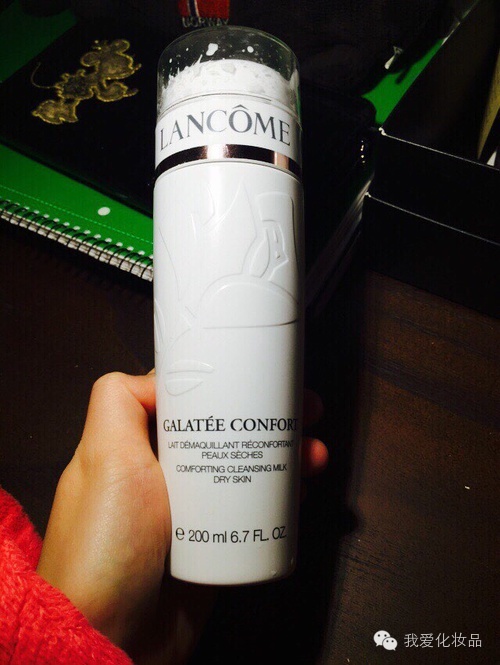 NORWAY
LANCÔME
GALATÉE CONFORT
LAIT DÉMAQUILLANT RÉCONFORTANT
PEAUX SÈCHES
COMFORTING CLEANSING MILK
DRY SKIN
e 200 ml 6.7 FL. OZ.
我爱化妆品